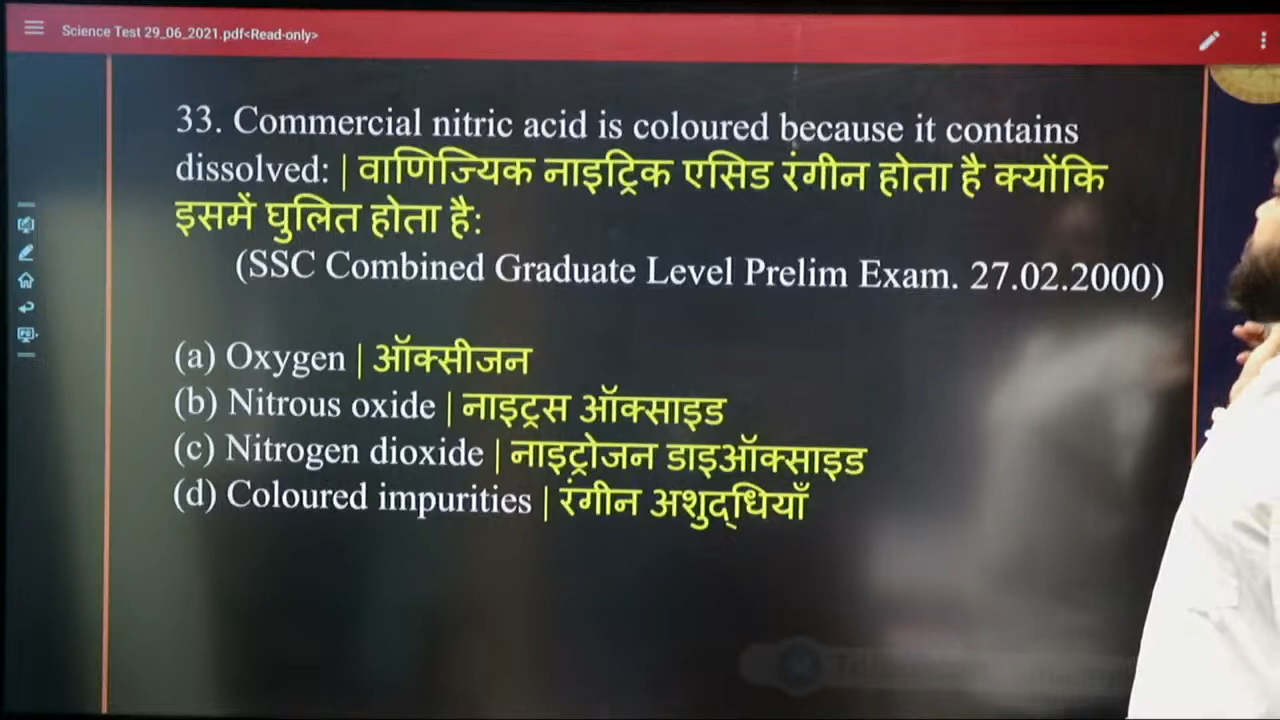 Science Test 29_06_2021.pdf<Read-only>
33. Commercial nitric acid is coloured because it contains
dissolved: | वाणिज्यिक नाइट्रिक एसिड रंगीन होता है क्योंकि
इसमें घुलित होता है:
(SSC Combined Graduate Level Prelim Exam. 27.02.2000)
(a) Oxygen | ऑक्सीजन
(b) Nitrous oxide | नाइट्रस ऑक्साइड
(c) Nitrogen dioxide | नाइट्रोजन डाइऑक्साइड
(d) Coloured impurities | रंगीन अशुद्धियाँ